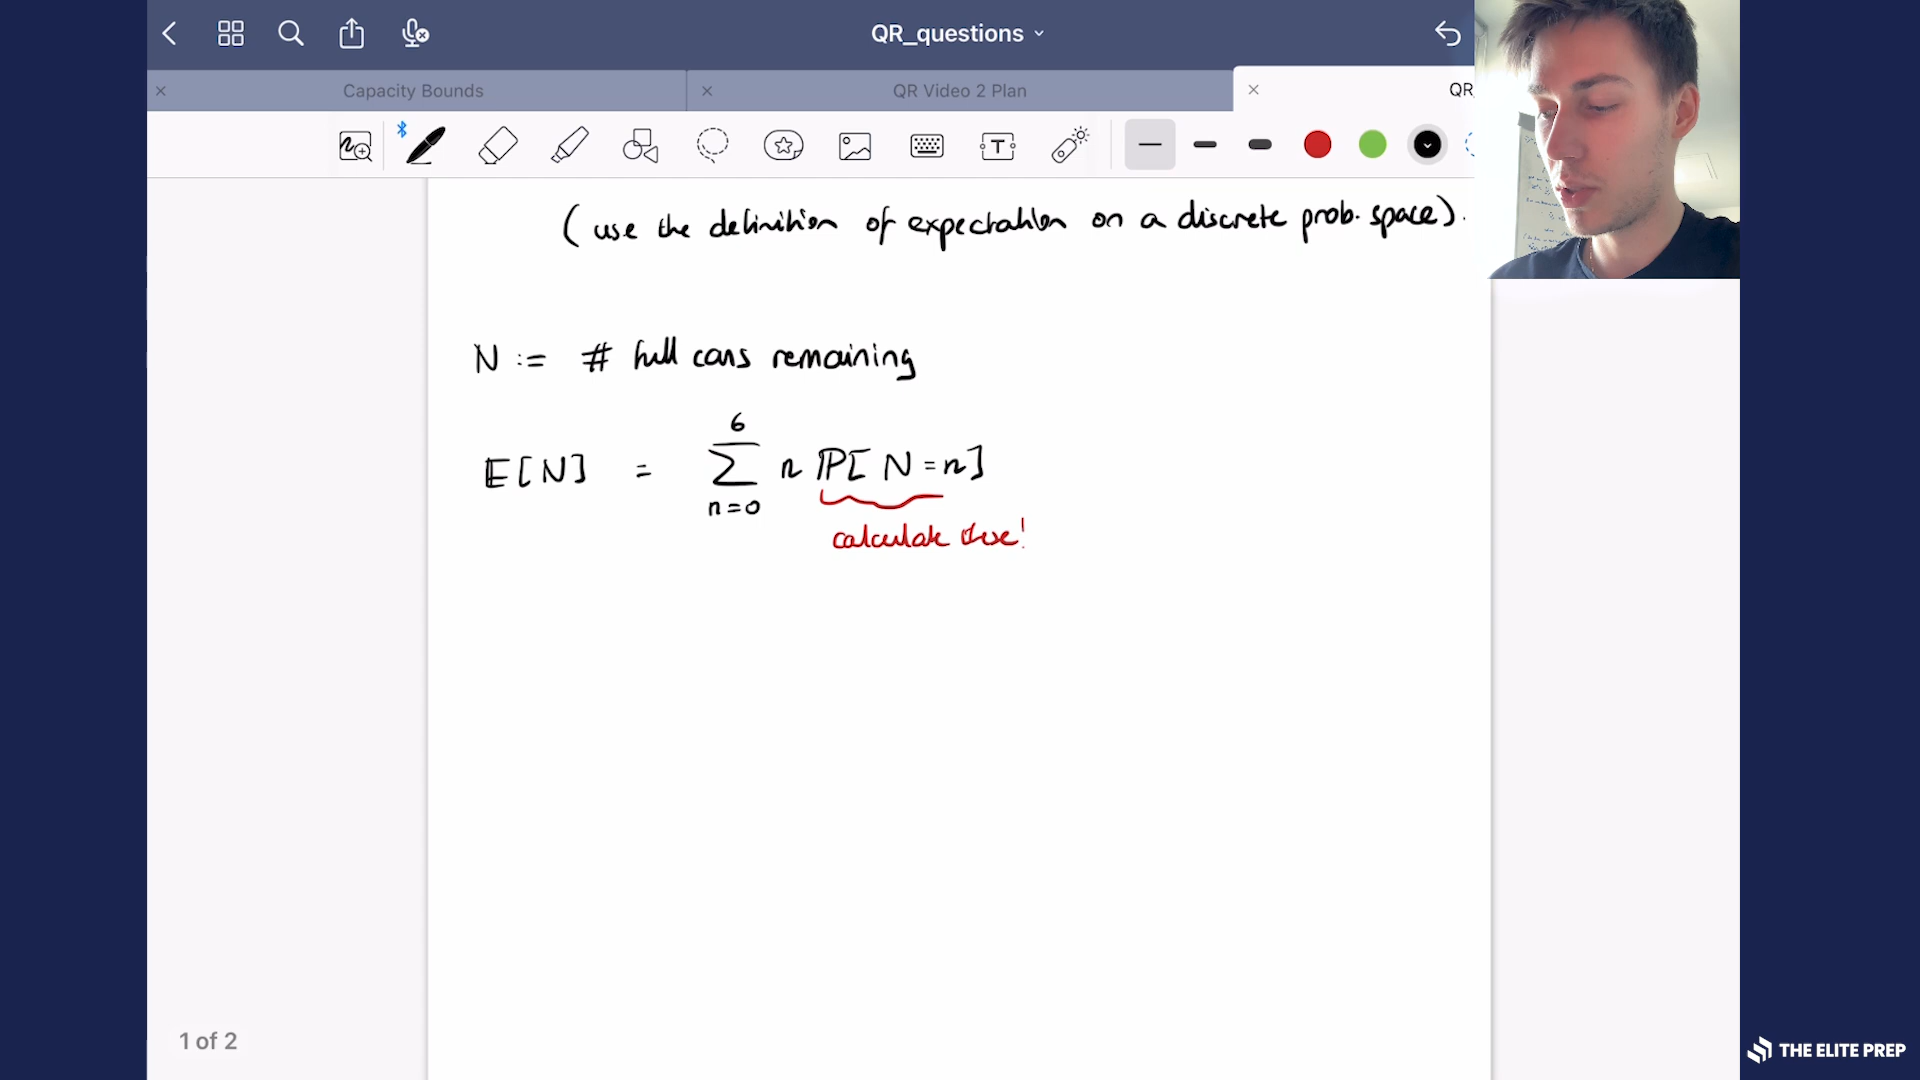 QR_questions
Capacity Bounds
QR Video 2 Plan
QR
T
(use the definition of expectation on a discrete prob. space).
N := # full cans remaining
6
E[N] = Σ n P[N=n]
n=0
calculate these!
1 of 2
THE ELITE PREP